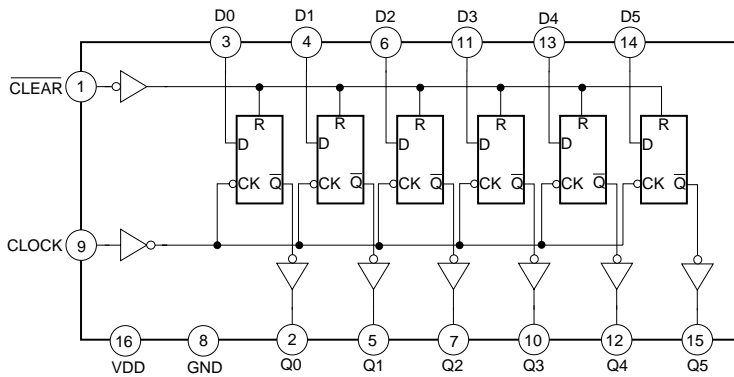 D0 D1 D2 D3 D4 D5
3 4 6 11 13 14
CLEAR 1
R R R R R R
D D D D D D
CK Q CK Q CK Q CK Q CK Q CK Q
CLOCK 9
16 8 2 5 7 10 12 15
VDD GND Q0 Q1 Q2 Q3 Q4 Q5